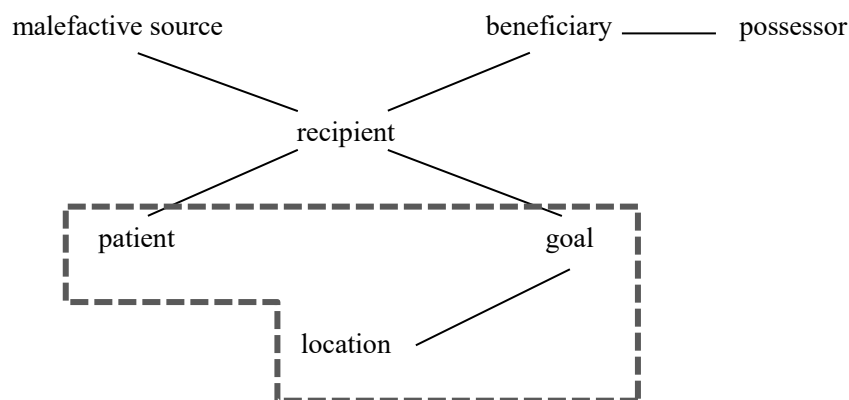 malefactive source beneficiary possessor
recipient
patient goal
location